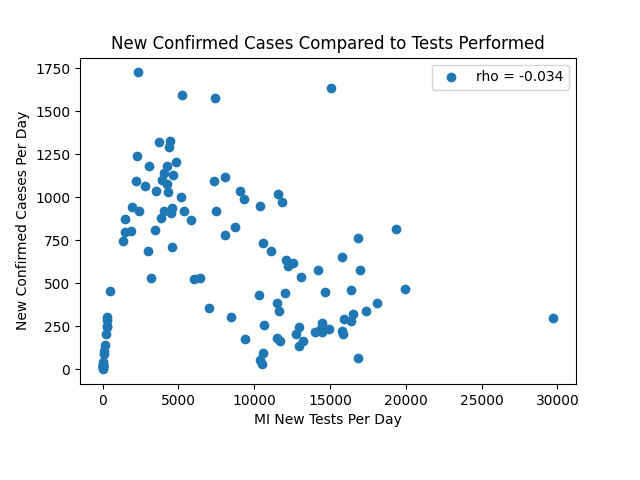 New Confirmed Cases Compared to Tests Performed
rho = -0.034
New Confirmed Caeses Per Day
1750
1500
1250
1000
750
500
250
0
0 5000 10000 15000 20000 25000 30000
MI New Tests Per Day